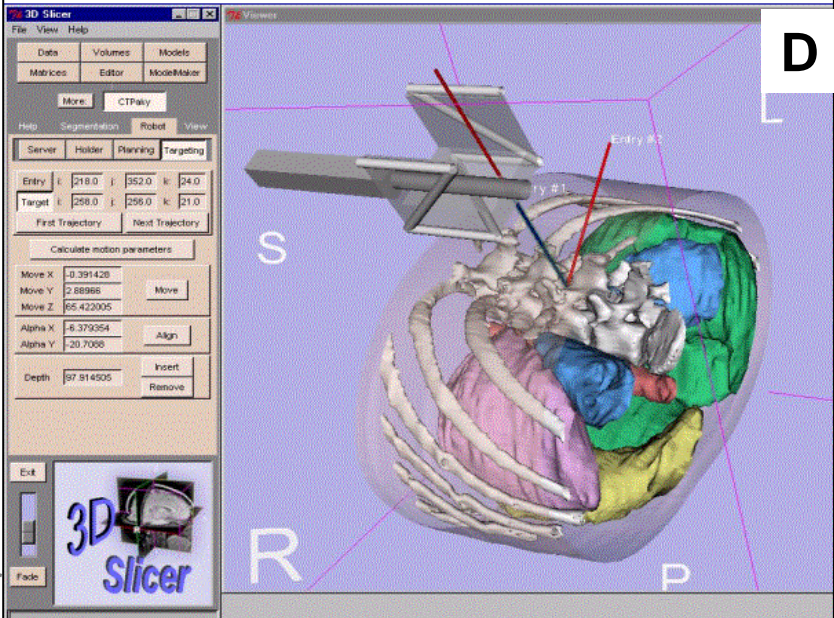 3D Slicer
File View Help
Data Volumes Models
Matrices Editor ModelMaker
More: CTPaky
Help Segmentation Robot View
Server Holder Planning Targeting
Entry i: 218.0 j: 352.0 k: 24.0
Target i: 258.0 j: 256.0 k: 21.0
First Trajectory Next Trajectory
Calculate motion parameters
Move X -0.391428
Move Y 2.88966 Move
Move Z 65.422005
Alpha X -6.379354 Align
Alpha Y -20.7088
Depth 97.914505 Insert
Remove
Exit
Fade
3D
Slicer
Viewer
D
L
Entry #2
ry #1
S
R
P